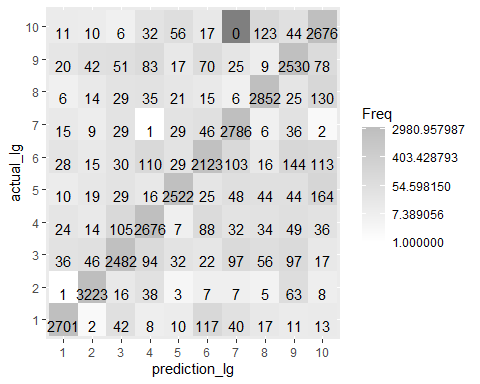 10 11 10 6 32 56 17 0 123 44 2676
9 20 42 51 83 17 70 25 9 2530 78
8 6 14 29 35 21 15 6 2852 25 130
7 15 9 29 1 29 46 2786 6 36 2
6 28 15 30 110 29 2123 103 16 144 113
5 10 19 29 16 2522 25 48 44 44 164
4 24 14 105 2676 7 88 32 34 49 36
3 36 46 2482 94 32 22 97 56 97 17
2 1 3223 16 38 3 7 7 5 63 8
1 2701 2 42 8 10 117 40 17 11 13
1 2 3 4 5 6 7 8 9 10
prediction_lg
actual_lg
Freq
2980.957987
403.428793
54.598150
7.389056
1.000000